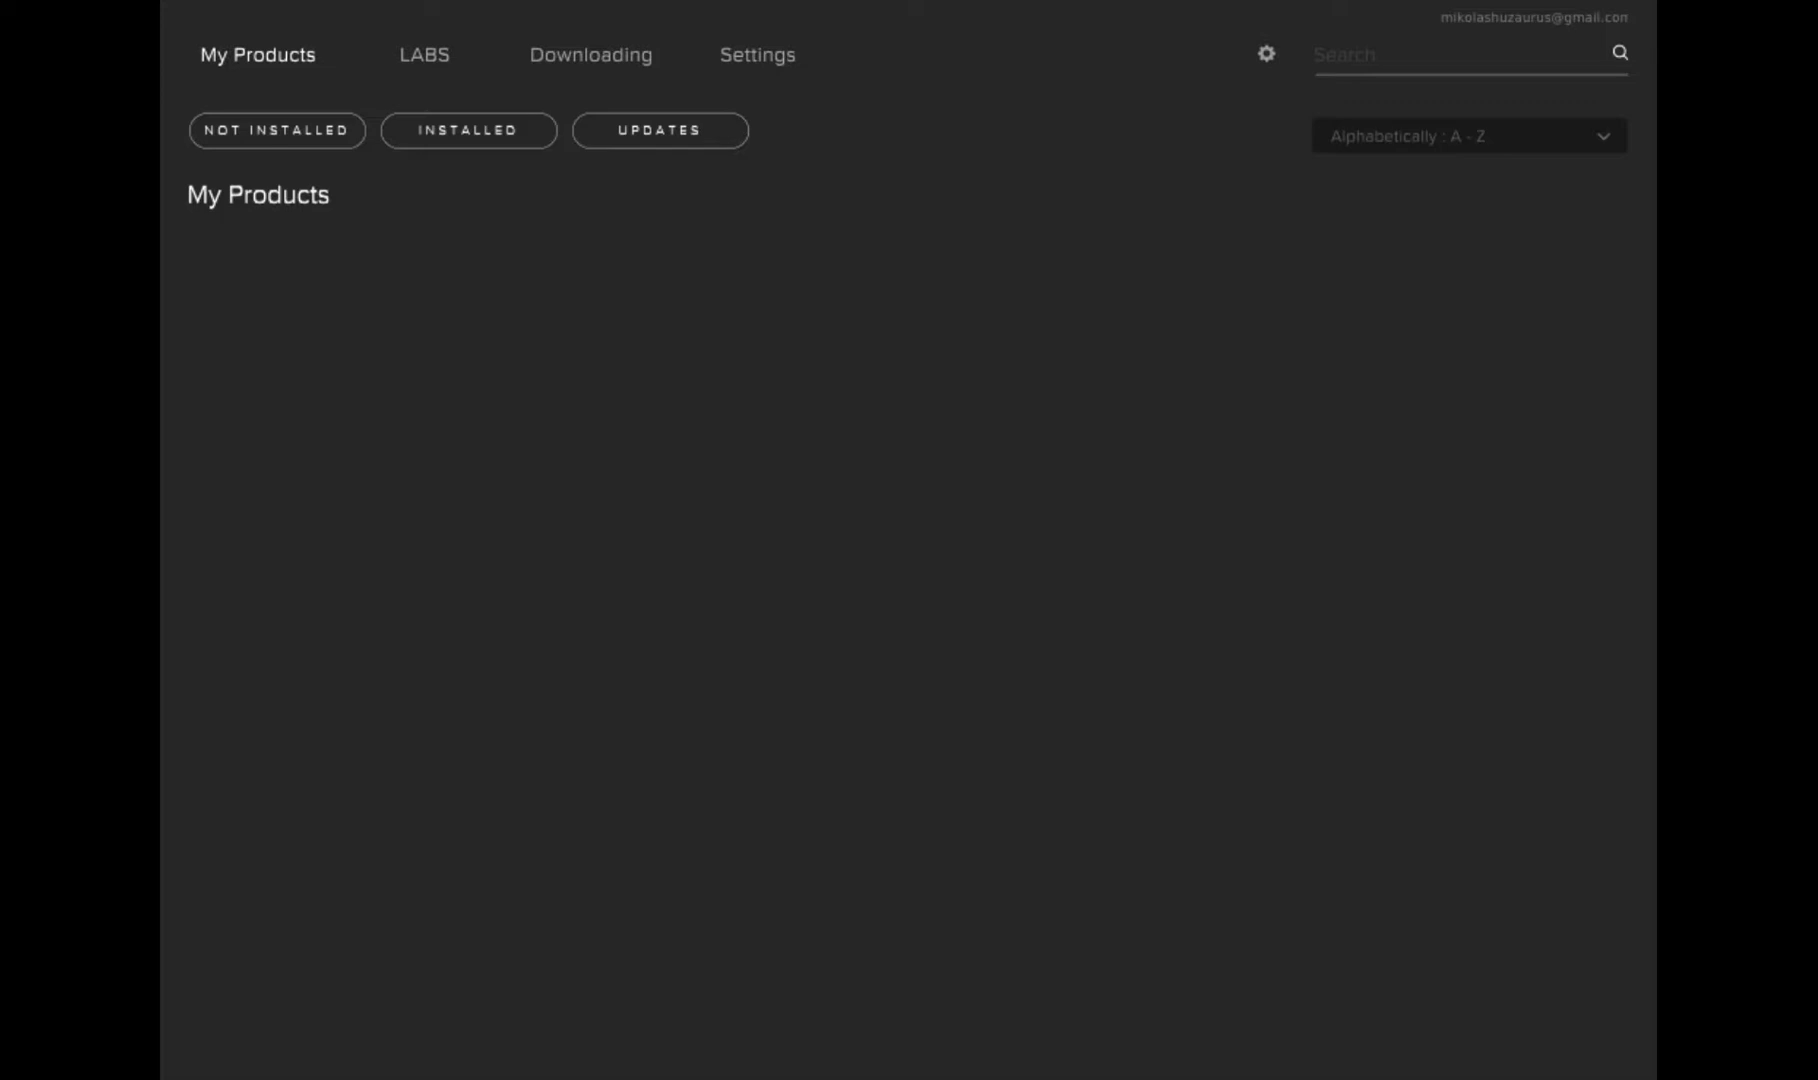 mikolashuzaurus@gmail.com
My Products LABS Downloading Settings Search
NOT INSTALLED INSTALLED UPDATES Alphabetically : A - Z
My Products